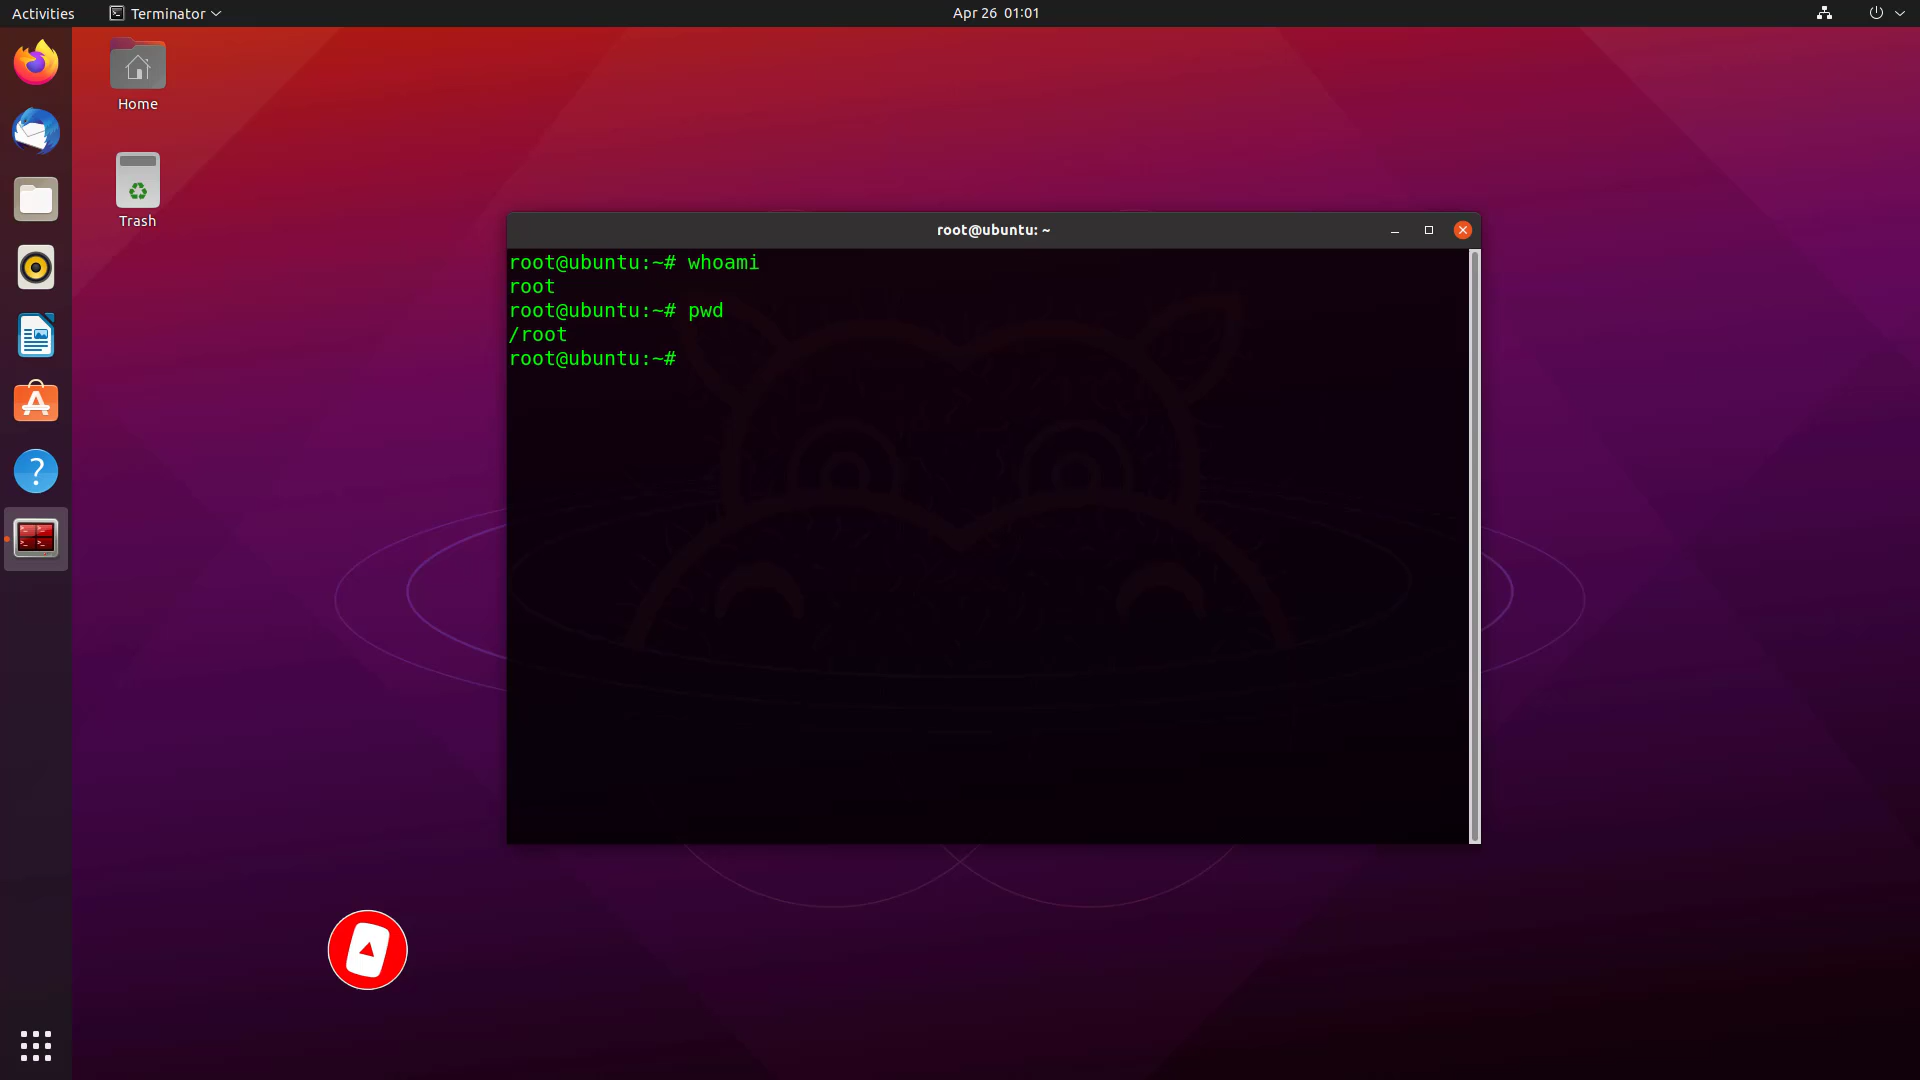 Activities
Terminator
Apr 26 01:01
Home
Trash
root@ubuntu: ~
root@ubuntu:~# whoami
root
root@ubuntu:~# pwd
/root
root@ubuntu:~#